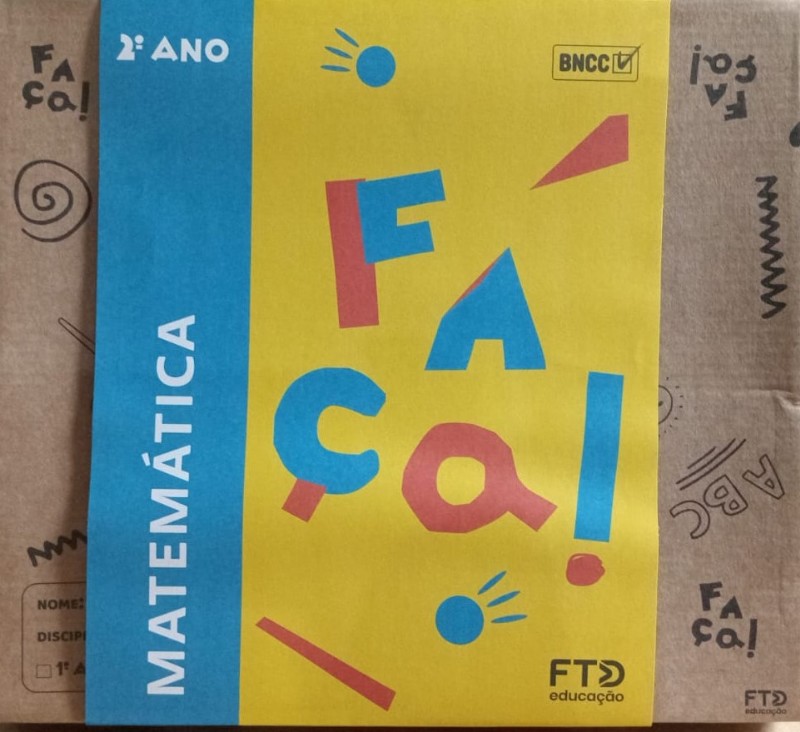 2º ANO
BNCC
FA
ça!
MATEMÁTICA
FTD
educação
FA
ça!
FA
ça!
ABC
FA
ça!
NOME:
1º A
FTD
educação